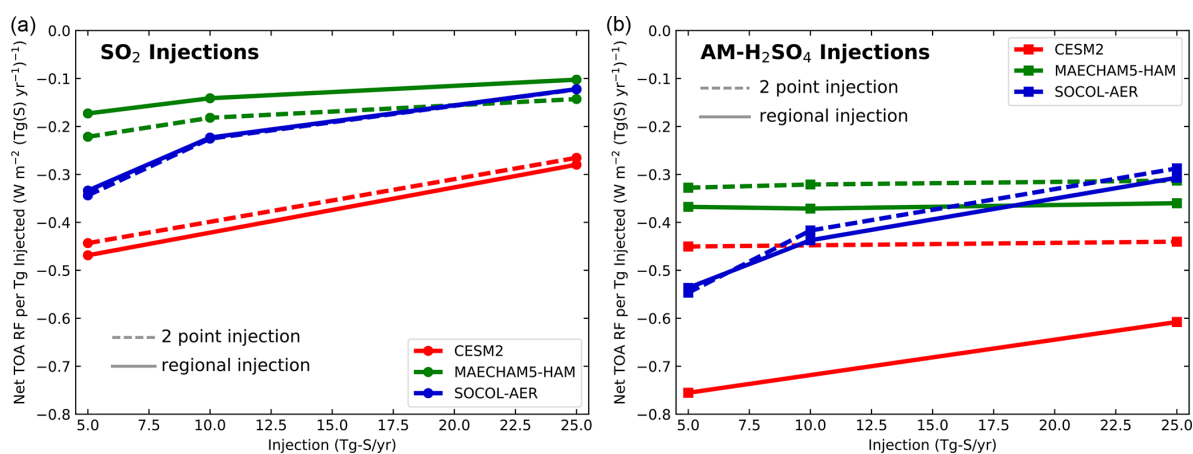 (a)
SO₂ Injections
Net TOA RF per Tg Injected (W m⁻² (Tg(S) yr⁻¹)⁻¹)
0.0
−0.1
−0.2
−0.3
−0.4
−0.5
−0.6
−0.7
−0.8
2 point injection
regional injection
CESM2
MAECHAM5-HAM
SOCOL-AER
5.0 7.5 10.0 12.5 15.0 17.5 20.0 22.5 25.0
Injection (Tg-S/yr)
(b)
AM-H₂SO₄ Injections
2 point injection
regional injection
CESM2
MAECHAM5-HAM
SOCOL-AER
Net TOA RF per Tg Injected (W m⁻² (Tg(S) yr⁻¹)⁻¹)
0.0
−0.1
−0.2
−0.3
−0.4
−0.5
−0.6
−0.7
−0.8
5.0 7.5 10.0 12.5 15.0 17.5 20.0 22.5 25.0
Injection (Tg-S/yr)